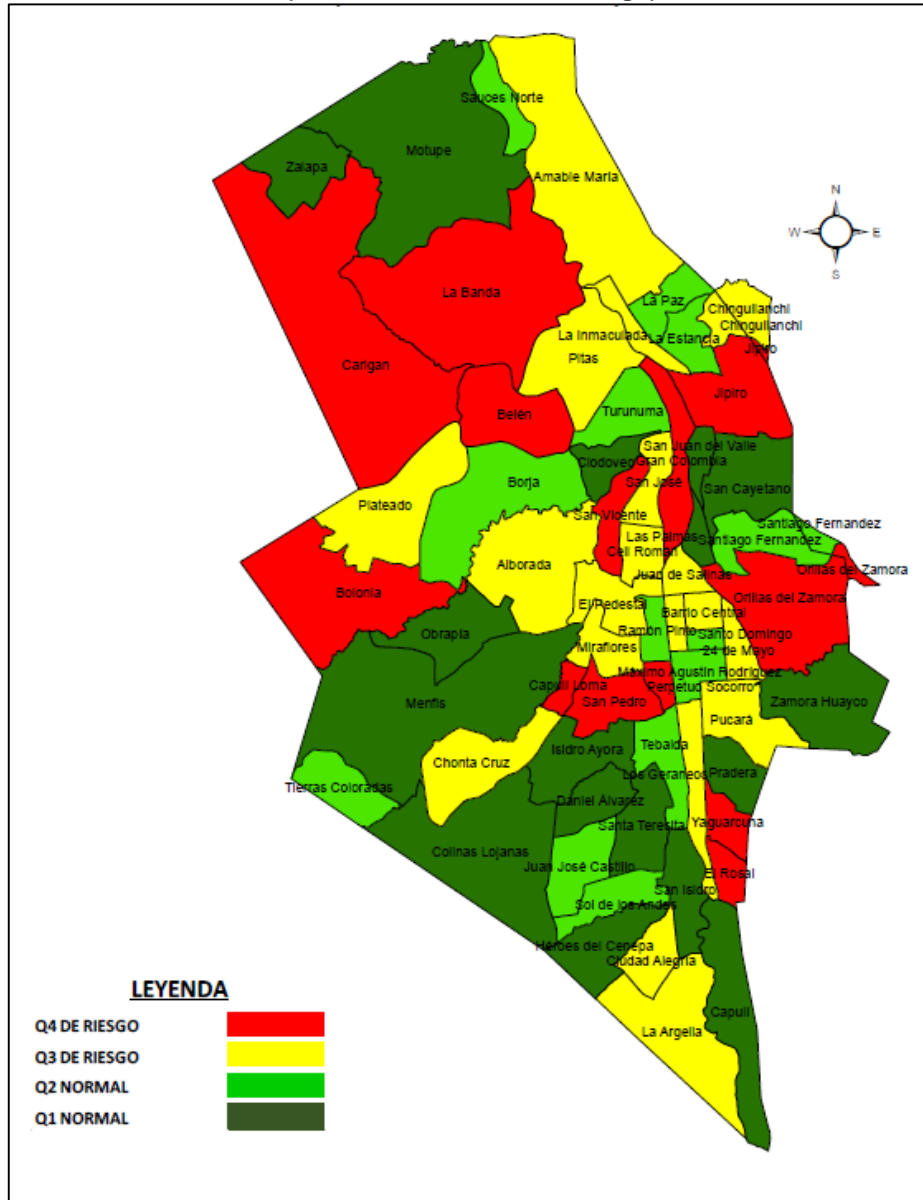 Sauces Norte
Motupe
Zalapa
Amable María
N
W
E
S
La Banda
La Paz
Chinguilanchi
Chinguilanchi
La Inmaculada
La Estancia
Jipiro
Pitas
Carigan
Jipiro
Belén
Turunuma
San Juan del Valle
Clodoveo
Gran Colombia
Borja
San José
San Cayetano
Plateado
San Vicente
Santiago Fernandez
Las Palmas
Santiago Fernandez
Celi Román
Alborada
Juan de Salinas
Orillas del Zamora
Bolonia
Orillas del Zamora
El Pedestal
Barrio Central
Obrapía
Ramón Pinto
Santo Domingo
Miraflores
24 de Mayo
Máximo Agustín Rodríguez
Capulí Loma
Perpetuo Socorro
Menfis
San Pedro
Zamora Huayco
Pucará
Isidro Ayora
Tebaida
Chonta Cruz
Los Geraneos
Pradera
Tierras Coloradas
Daniel Álvarez
Santa Teresita
Yaguarcuna
Colinas Lojanas
Juan José Castillo
El Rosal
San Isidro
Sol de los Andes
Héroes del Cenepa
Ciudad Alegría
Capulí
La Argelia
LEYENDA
Q4 DE RIESGO
Q3 DE RIESGO
Q2 NORMAL
Q1 NORMAL